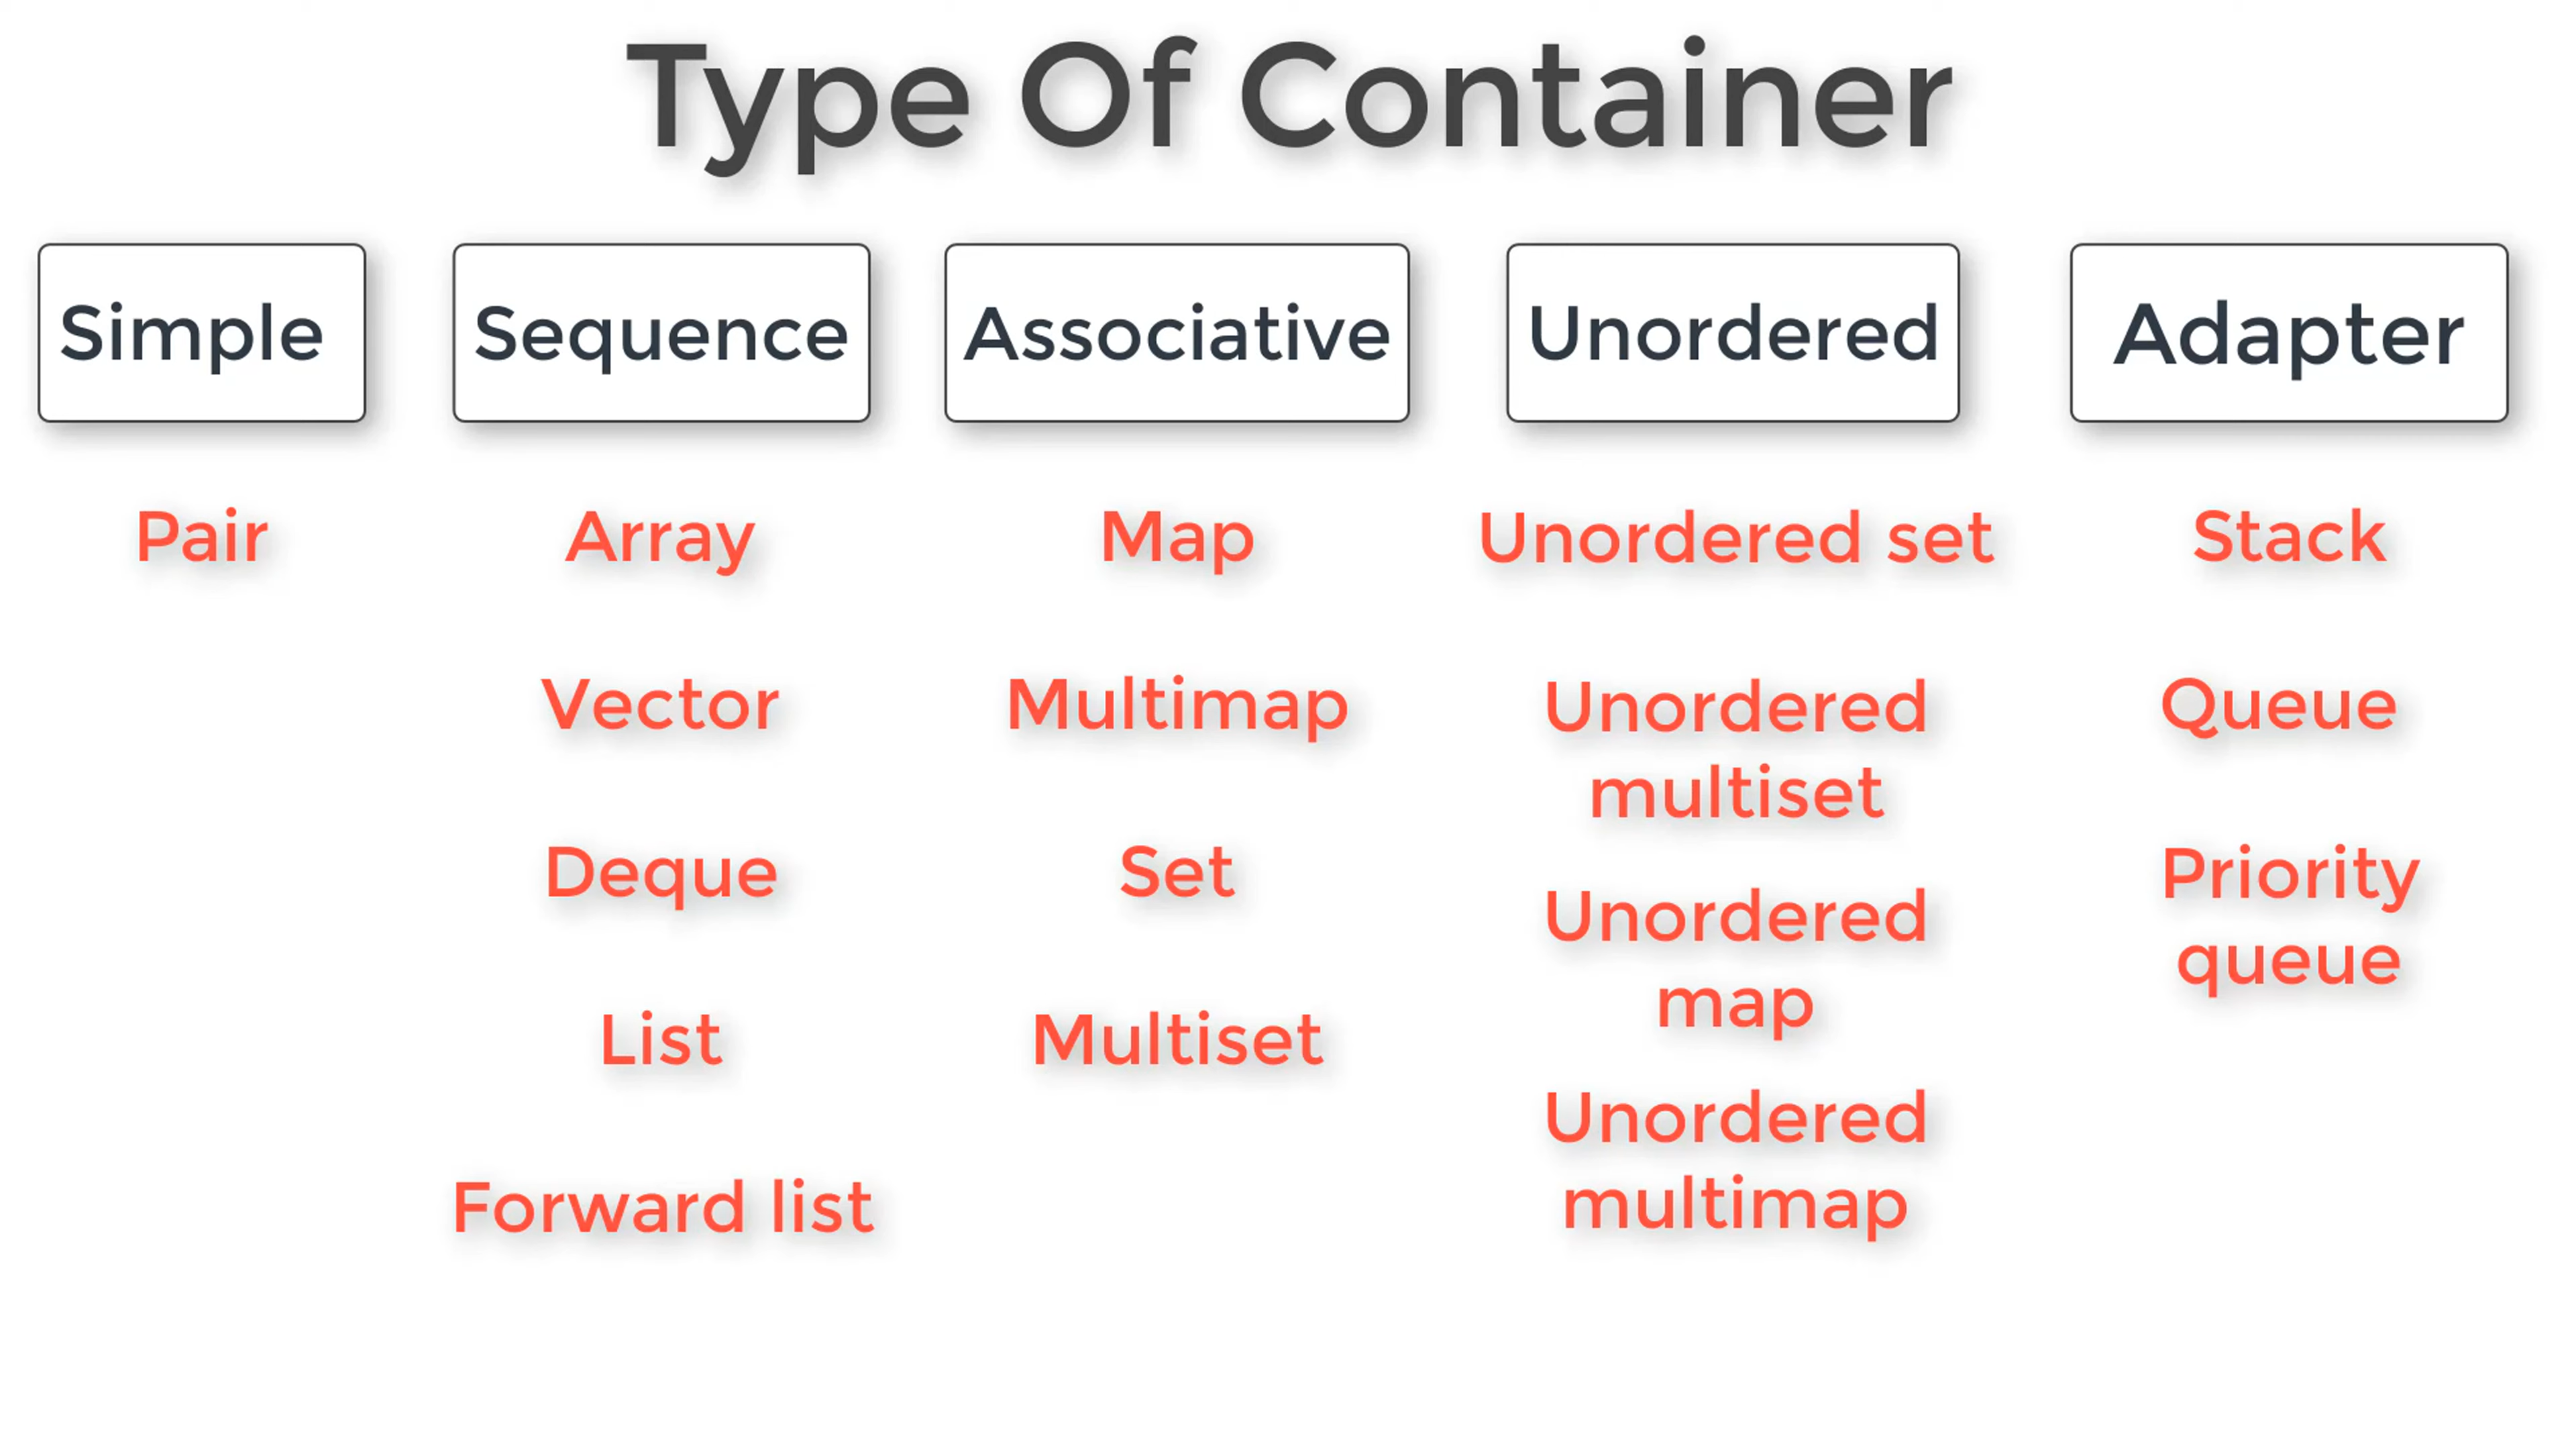 Type Of Container
Simple
Sequence
Associative
Unordered
Adapter
Pair
Array
Map
Unordered set
Stack
Vector
Multimap
Unordered
multiset
Queue
Deque
Set
Unordered
map
Priority
queue
List
Multiset
Unordered
multimap
Forward list